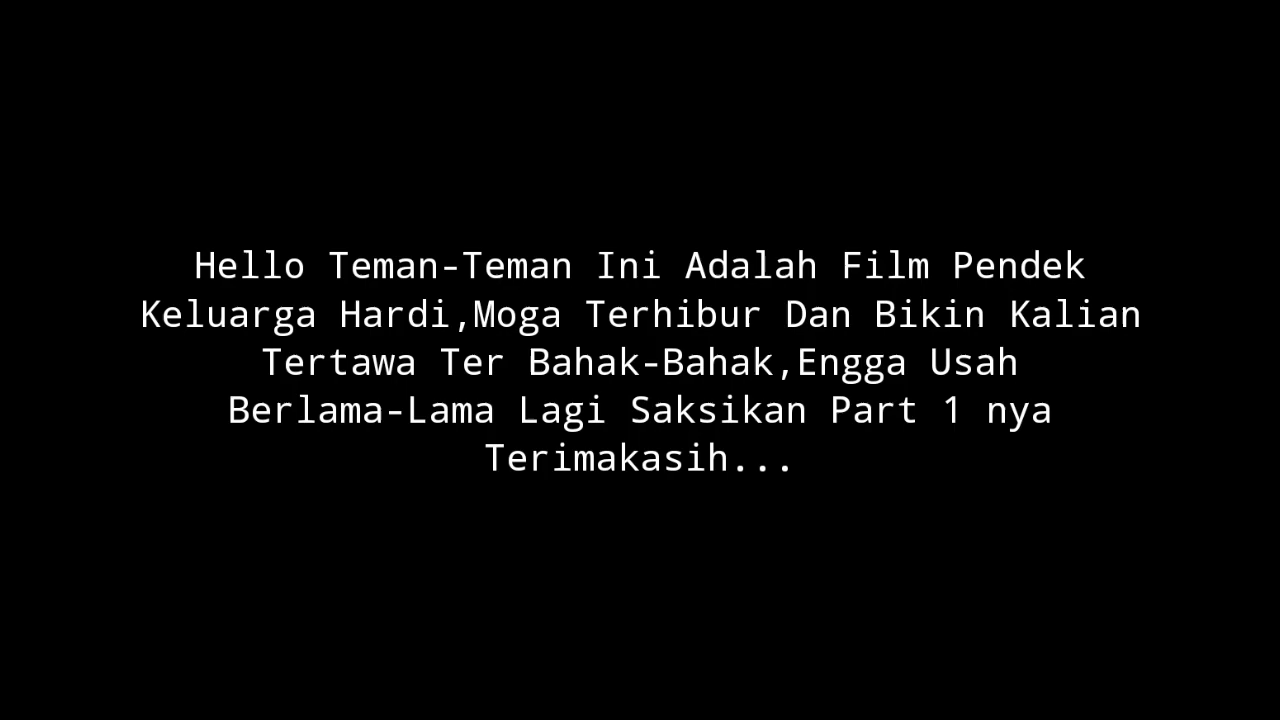 Hello Teman-Teman Ini Adalah Film Pendek
Keluarga Hardi,Moga Terhibur Dan Bikin Kalian
Tertawa Ter Bahak-Bahak,Engga Usah
Berlama-Lama Lagi Saksikan Part 1 nya
Terimakasih...